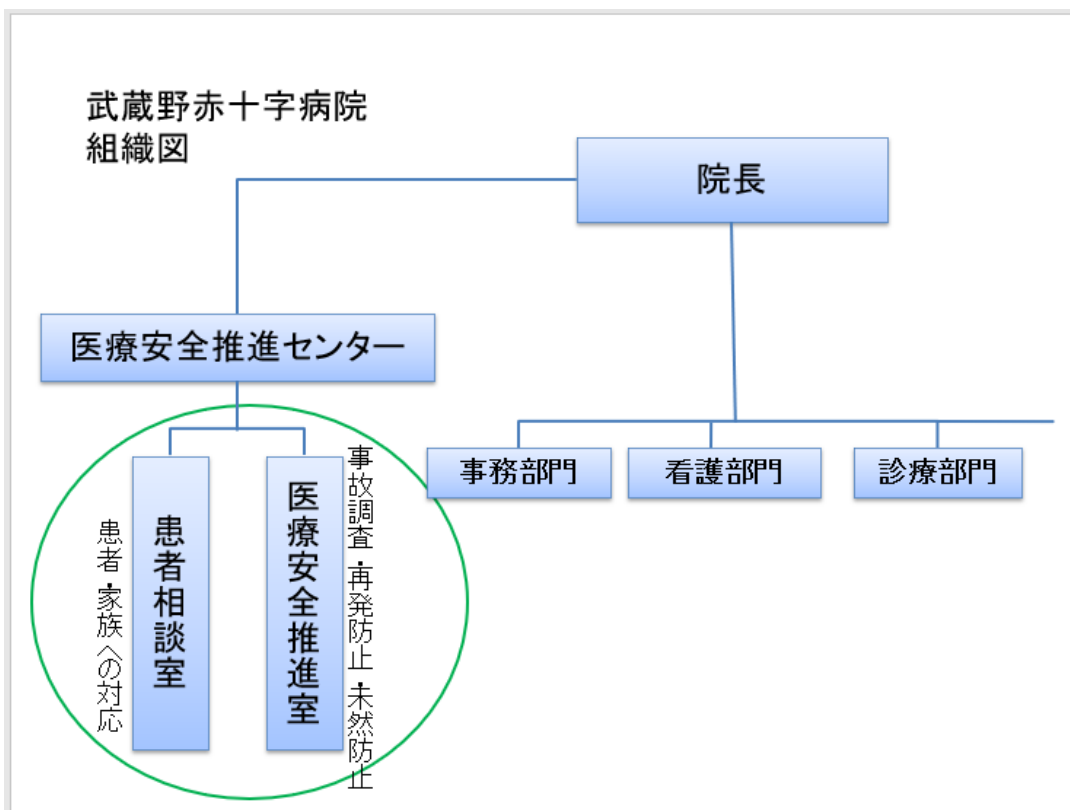 武蔵野赤十字病院
組織図
院長
医療安全推進センター
事務部門
看護部門
診療部門
患者・家族への対応
患者相談室
医療安全推進室
事故調査・再発防止・未然防止